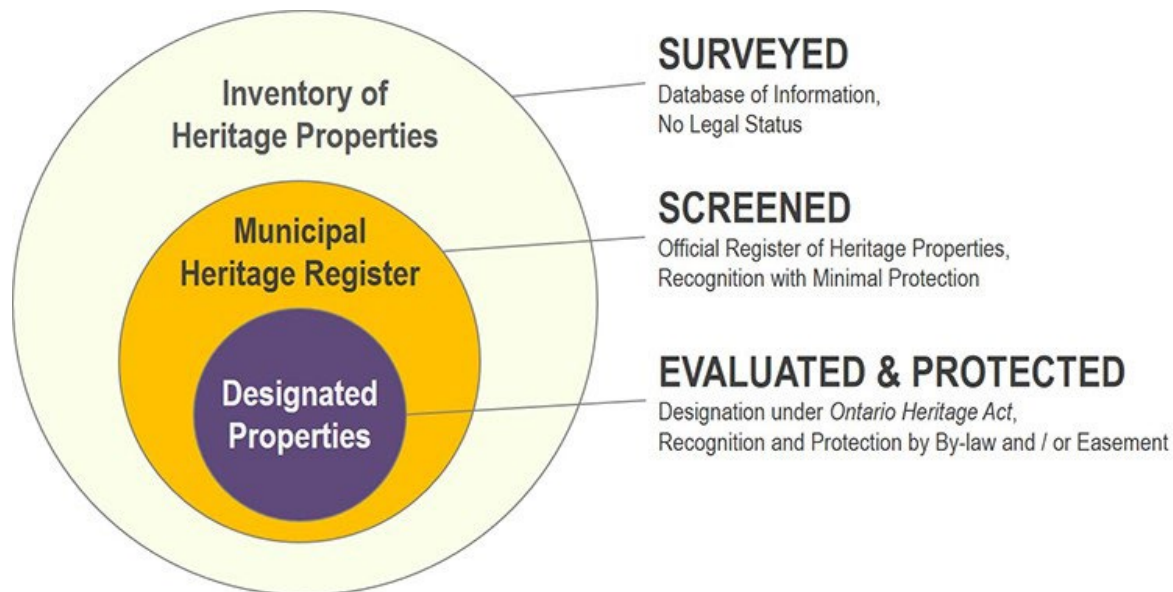 Inventory of
Heritage Properties
SURVEYED
Database of Information,
No Legal Status
Municipal
Heritage Register
SCREENED
Official Register of Heritage Properties,
Recognition with Minimal Protection
Designated
Properties
EVALUATED & PROTECTED
Designation under Ontario Heritage Act,
Recognition and Protection by By-law and / or Easement